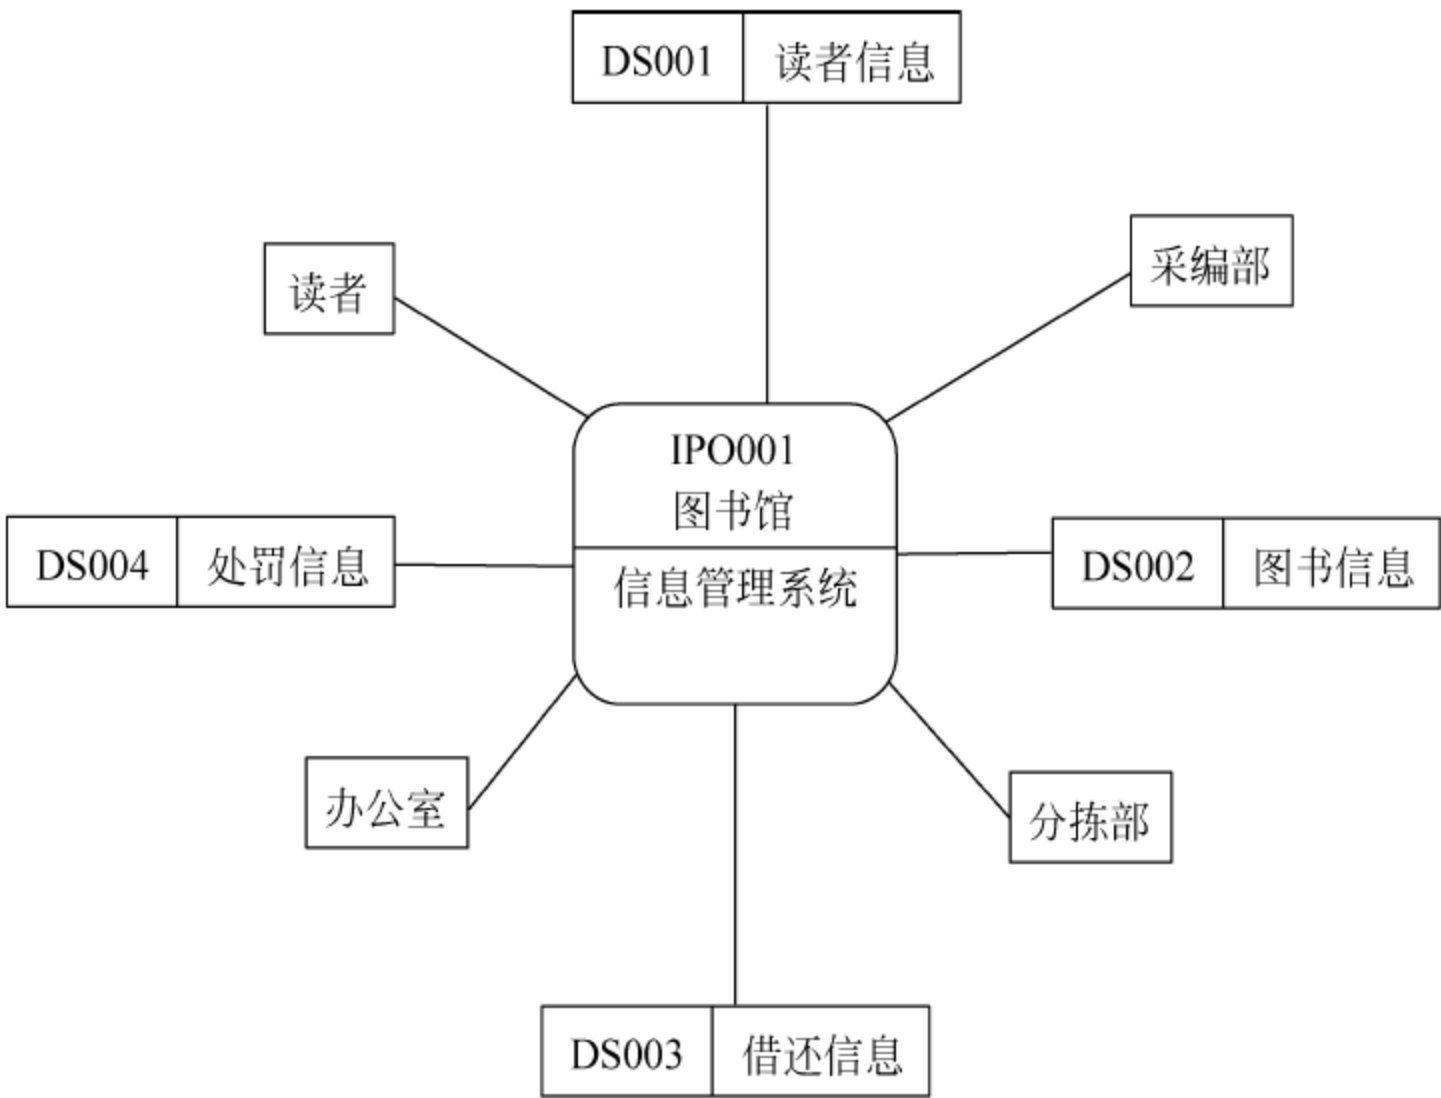 DS001 读者信息
采编部
读者
IPO001
图书馆
信息管理系统
DS004 处罚信息
DS002 图书信息
办公室
分拣部
DS003 借还信息